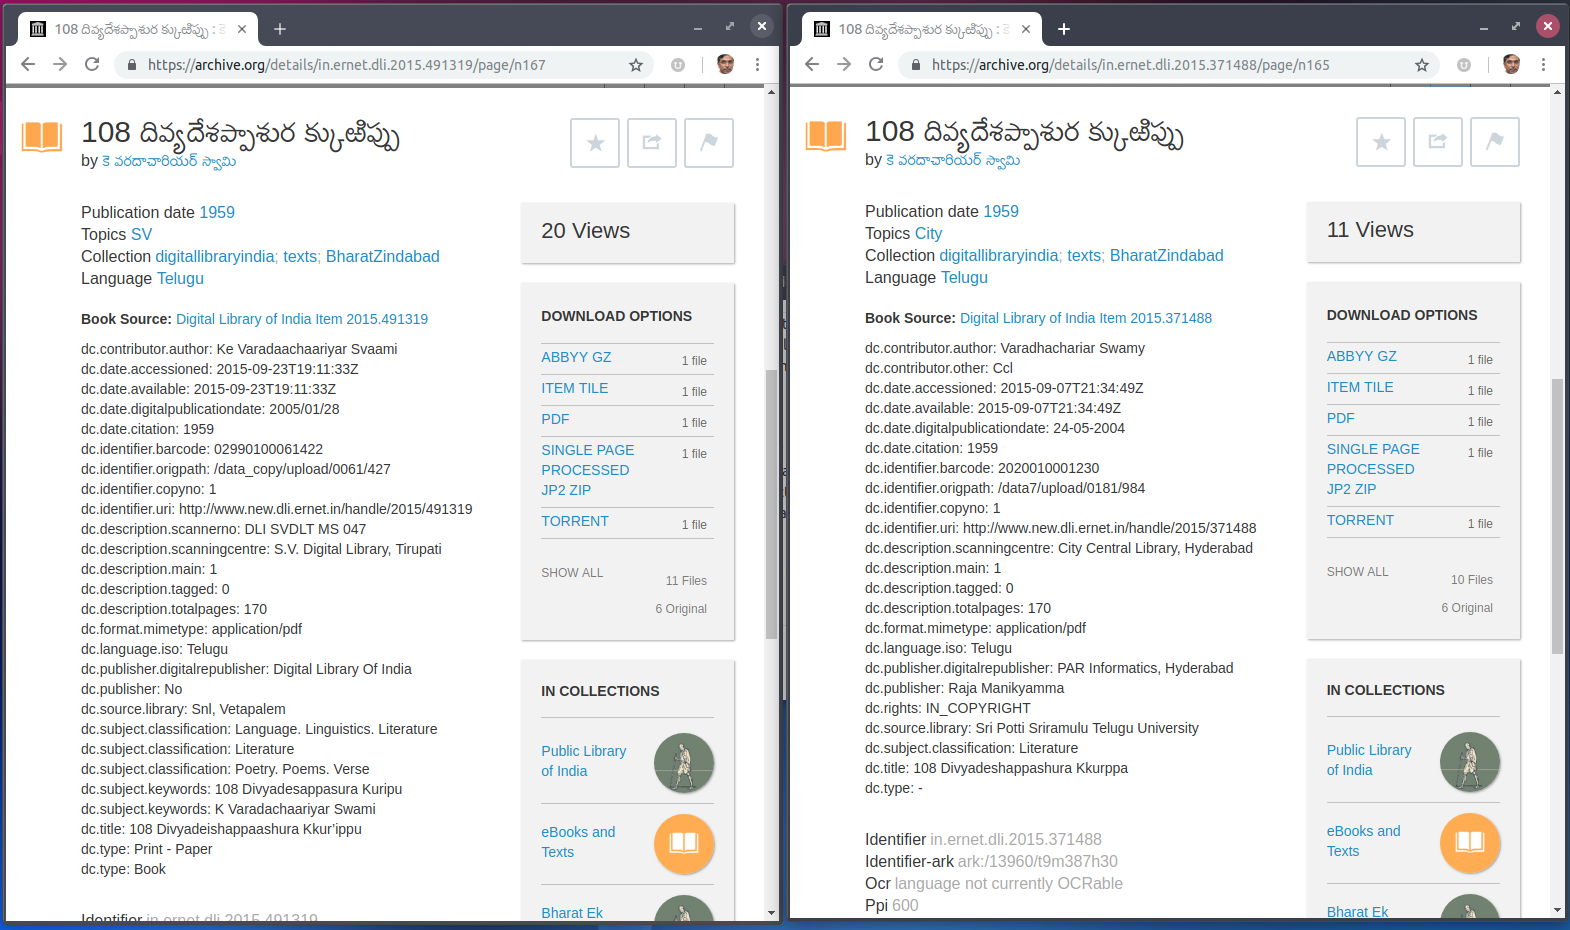 108 దివ్యదేశప్పాశుర క్కుఱిప్పు :
https://archive.org/details/in.ernet.dli.2015.491319/page/n167
108 దివ్యదేశప్పాశుర క్కుఱిప్పు
by కె వరదాచారియర్ స్వామి
Publication date 1959
Topics SV
Collection digitallibraryindia; texts; BharatZindabad
Language Telugu
Book Source: Digital Library of India Item 2015.491319
dc.contributor.author: Ke Varadaachaariyar Svaami
dc.date.accessioned: 2015-09-23T19:11:33Z
dc.date.available: 2015-09-23T19:11:33Z
dc.date.digitalpublicationdate: 2005/01/28
dc.date.citation: 1959
dc.identifier.barcode: 02990100061422
dc.identifier.origpath: /data_copy/upload/0061/427
dc.identifier.copyno: 1
dc.identifier.uri: http://www.new.dli.ernet.in/handle/2015/491319
dc.description.scannerno: DLI SVDLT MS 047
dc.description.scanningcentre: S.V. Digital Library, Tirupati
dc.description.main: 1
dc.description.tagged: 0
dc.description.totalpages: 170
dc.format.mimetype: application/pdf
dc.language.iso: Telugu
dc.publisher.digitalrepublisher: Digital Library Of India
dc.publisher: No
dc.source.library: Snl, Vetapalem
dc.subject.classification: Language. Linguistics. Literature
dc.subject.classification: Literature
dc.subject.classification: Poetry. Poems. Verse
dc.subject.keywords: 108 Divyadesappasura Kuripu
dc.subject.keywords: K Varadachaariyar Swami
dc.title: 108 Divyadeishappaashura Kkur'ippu
dc.type: Print - Paper
dc.type: Book
Identifier in.ernet.dli.2015.491319
20 Views
DOWNLOAD OPTIONS
ABBYY GZ 1 file
ITEM TILE 1 file
PDF 1 file
SINGLE PAGE 1 file
PROCESSED
JP2 ZIP
TORRENT 1 file
SHOW ALL 11 Files
6 Original
IN COLLECTIONS
Public Library
of India
eBooks and
Texts
Bharat Ek
108 దివ్యదేశప్పాశుర క్కుఱిప్పు :
https://archive.org/details/in.ernet.dli.2015.371488/page/n165
108 దివ్యదేశప్పాశుర క్కుఱిప్పు
by కె వరదాచారియర్ స్వామి
Publication date 1959
Topics City
Collection digitallibraryindia; texts; BharatZindabad
Language Telugu
Book Source: Digital Library of India Item 2015.371488
dc.contributor.author: Varadhachariar Swamy
dc.contributor.other: Ccl
dc.date.accessioned: 2015-09-07T21:34:49Z
dc.date.available: 2015-09-07T21:34:49Z
dc.date.digitalpublicationdate: 24-05-2004
dc.date.citation: 1959
dc.identifier.barcode: 2020010001230
dc.identifier.origpath: /data7/upload/0181/984
dc.identifier.copyno: 1
dc.identifier.uri: http://www.new.dli.ernet.in/handle/2015/371488
dc.description.scanningcentre: City Central Library, Hyderabad
dc.description.main: 1
dc.description.tagged: 0
dc.description.totalpages: 170
dc.format.mimetype: application/pdf
dc.language.iso: Telugu
dc.publisher.digitalrepublisher: PAR Informatics, Hyderabad
dc.publisher: Raja Manikyamma
dc.rights: IN_COPYRIGHT
dc.source.library: Sri Potti Sriramulu Telugu University
dc.subject.classification: Literature
dc.title: 108 Divyadeshappashura Kkurppa
dc.type: -
Identifier in.ernet.dli.2015.371488
Identifier-ark ark:/13960/t9m387h30
Ocr language not currently OCRable
Ppi 600
11 Views
DOWNLOAD OPTIONS
ABBYY GZ 1 file
ITEM TILE 1 file
PDF 1 file
SINGLE PAGE 1 file
PROCESSED
JP2 ZIP
TORRENT 1 file
SHOW ALL 10 Files
6 Original
IN COLLECTIONS
Public Library
of India
eBooks and
Texts
Bharat Ek